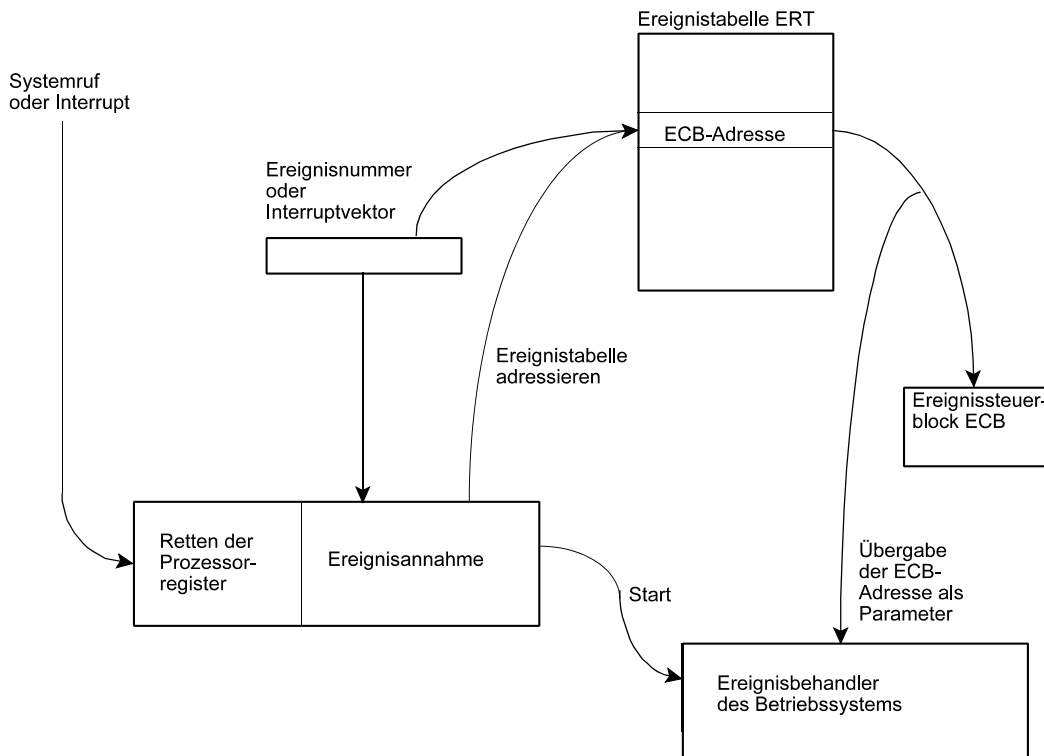 Ereignistabelle ERT
Systemruf
oder Interrupt
ECB-Adresse
Ereignisnummer
oder
Interruptvektor
Ereignistabelle
adressieren
Ereignissteuer-
block ECB
Retten der
Prozessor-
register
Ereignisannahme
Start
Übergabe
der ECB-
Adresse als
Parameter
Ereignisbehandler
des Betriebssystems